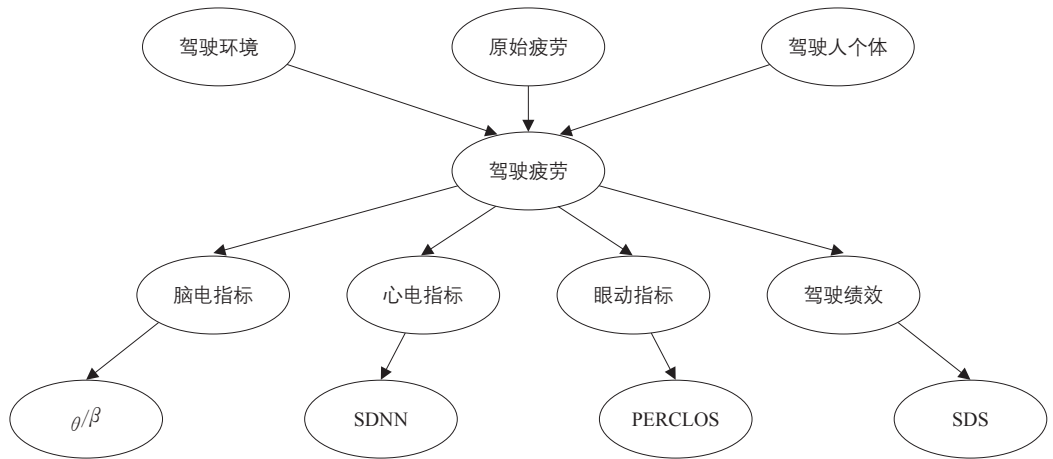 驾驶环境
原始疲劳
驾驶人个体
驾驶疲劳
脑电指标
心电指标
眼动指标
驾驶绩效
θ/β
SDNN
PERCLOS
SDS